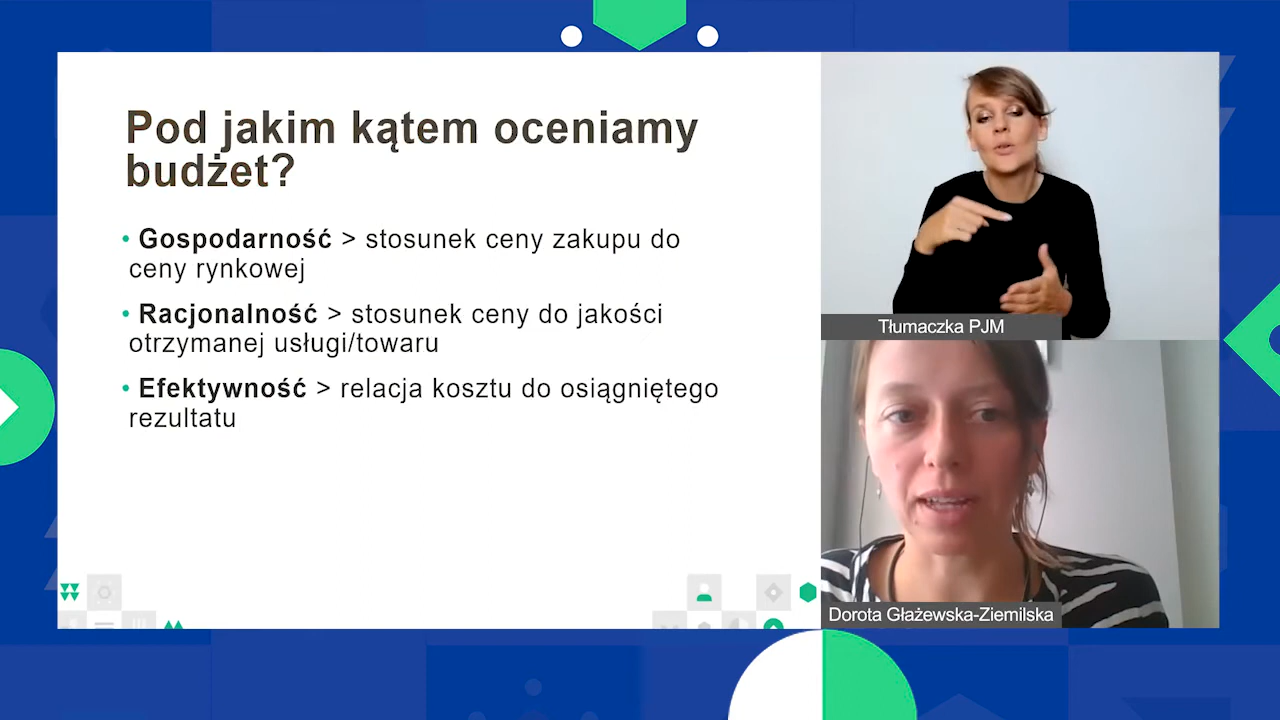 Pod jakim kątem oceniamy
budżet?
• Gospodarność > stosunek ceny zakupu do
ceny rynkowej
• Racjonalność > stosunek ceny do jakości
otrzymanej usługi/towaru
• Efektywność > relacja kosztu do osiągniętego
rezultatu
Tłumaczka PJM
Dorota Głażewska-Ziemilska